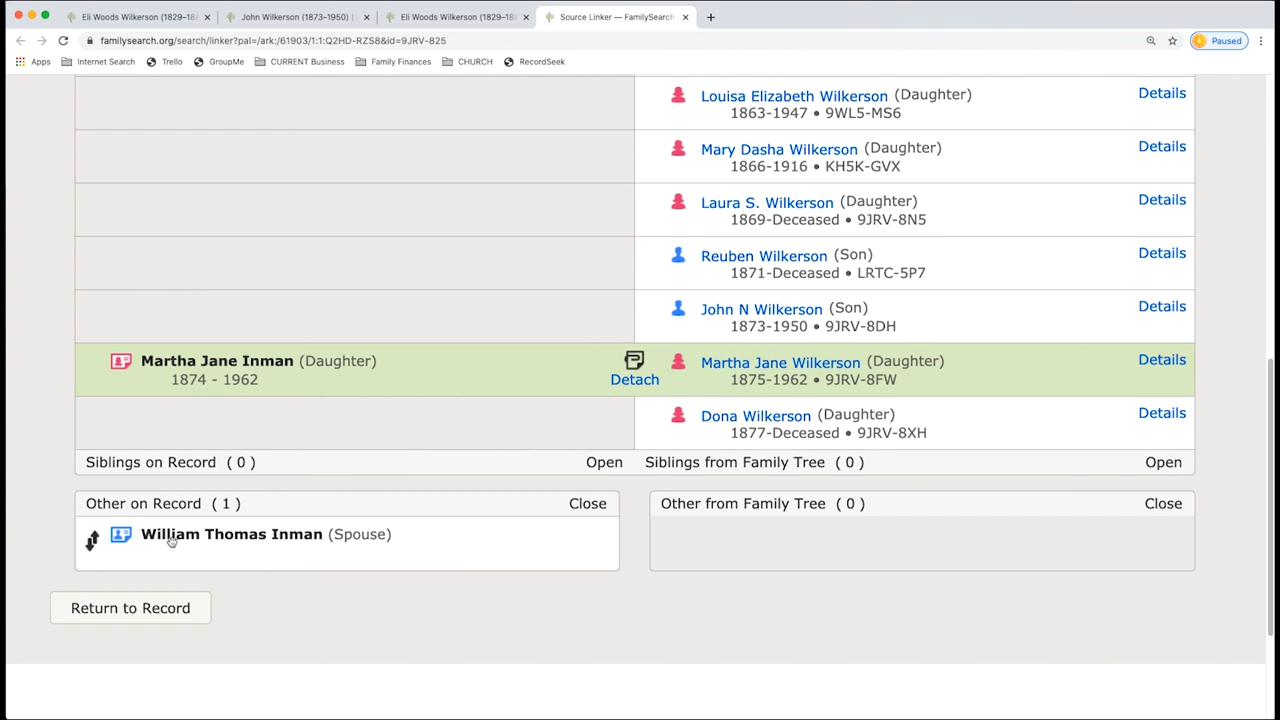 Eli Woods Wilkerson (1829–188
John Wilkerson (1873–1950) |
Eli Woods Wilkerson (1829–188
Source Linker — FamilySearch
familysearch.org/search/linker?pal=/ark:/61903/1:1:Q2HD-RZS8&id=9JRV-825
Paused
Apps Internet Search Trello GroupMe CURRENT Business Family Finances CHURCH RecordSeek
Louisa Elizabeth Wilkerson (Daughter) Details
1863-1947 • 9WL5-MS6
Mary Dasha Wilkerson (Daughter) Details
1866-1916 • KH5K-GVX
Laura S. Wilkerson (Daughter) Details
1869-Deceased • 9JRV-8N5
Reuben Wilkerson (Son) Details
1871-Deceased • LRTC-5P7
John N Wilkerson (Son) Details
1873-1950 • 9JRV-8DH
Martha Jane Inman (Daughter)
1874 - 1962
Detach
Martha Jane Wilkerson (Daughter) Details
1875-1962 • 9JRV-8FW
Dona Wilkerson (Daughter) Details
1877-Deceased • 9JRV-8XH
Siblings on Record ( 0 ) Open
Siblings from Family Tree ( 0 ) Open
Other on Record ( 1 ) Close
Other from Family Tree ( 0 ) Close
William Thomas Inman (Spouse)
Return to Record